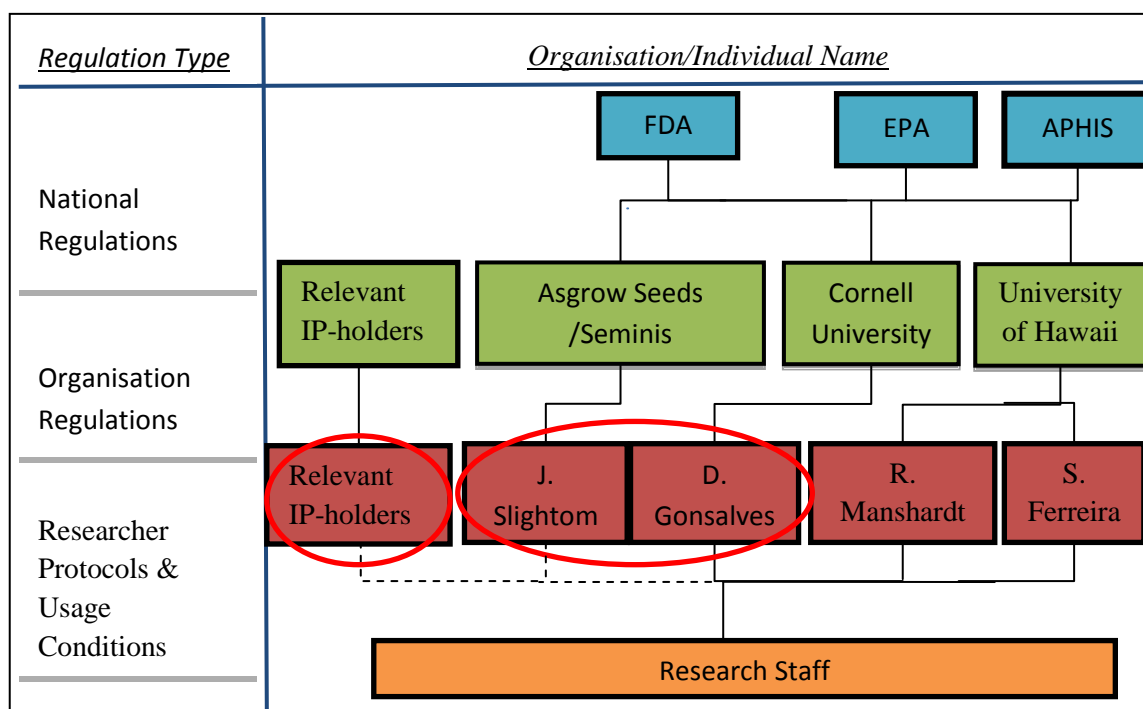 Regulation Type
Organisation/Individual Name
FDA
EPA
APHIS
National
Regulations
Relevant
IP-holders
Asgrow Seeds
/Seminis
Cornell
University
University
of Hawaii
Organisation
Regulations
Relevant
IP-holders
J.
Slightom
D.
Gonsalves
R.
Manshardt
S.
Ferreira
Researcher
Protocols &
Usage
Conditions
Research Staff